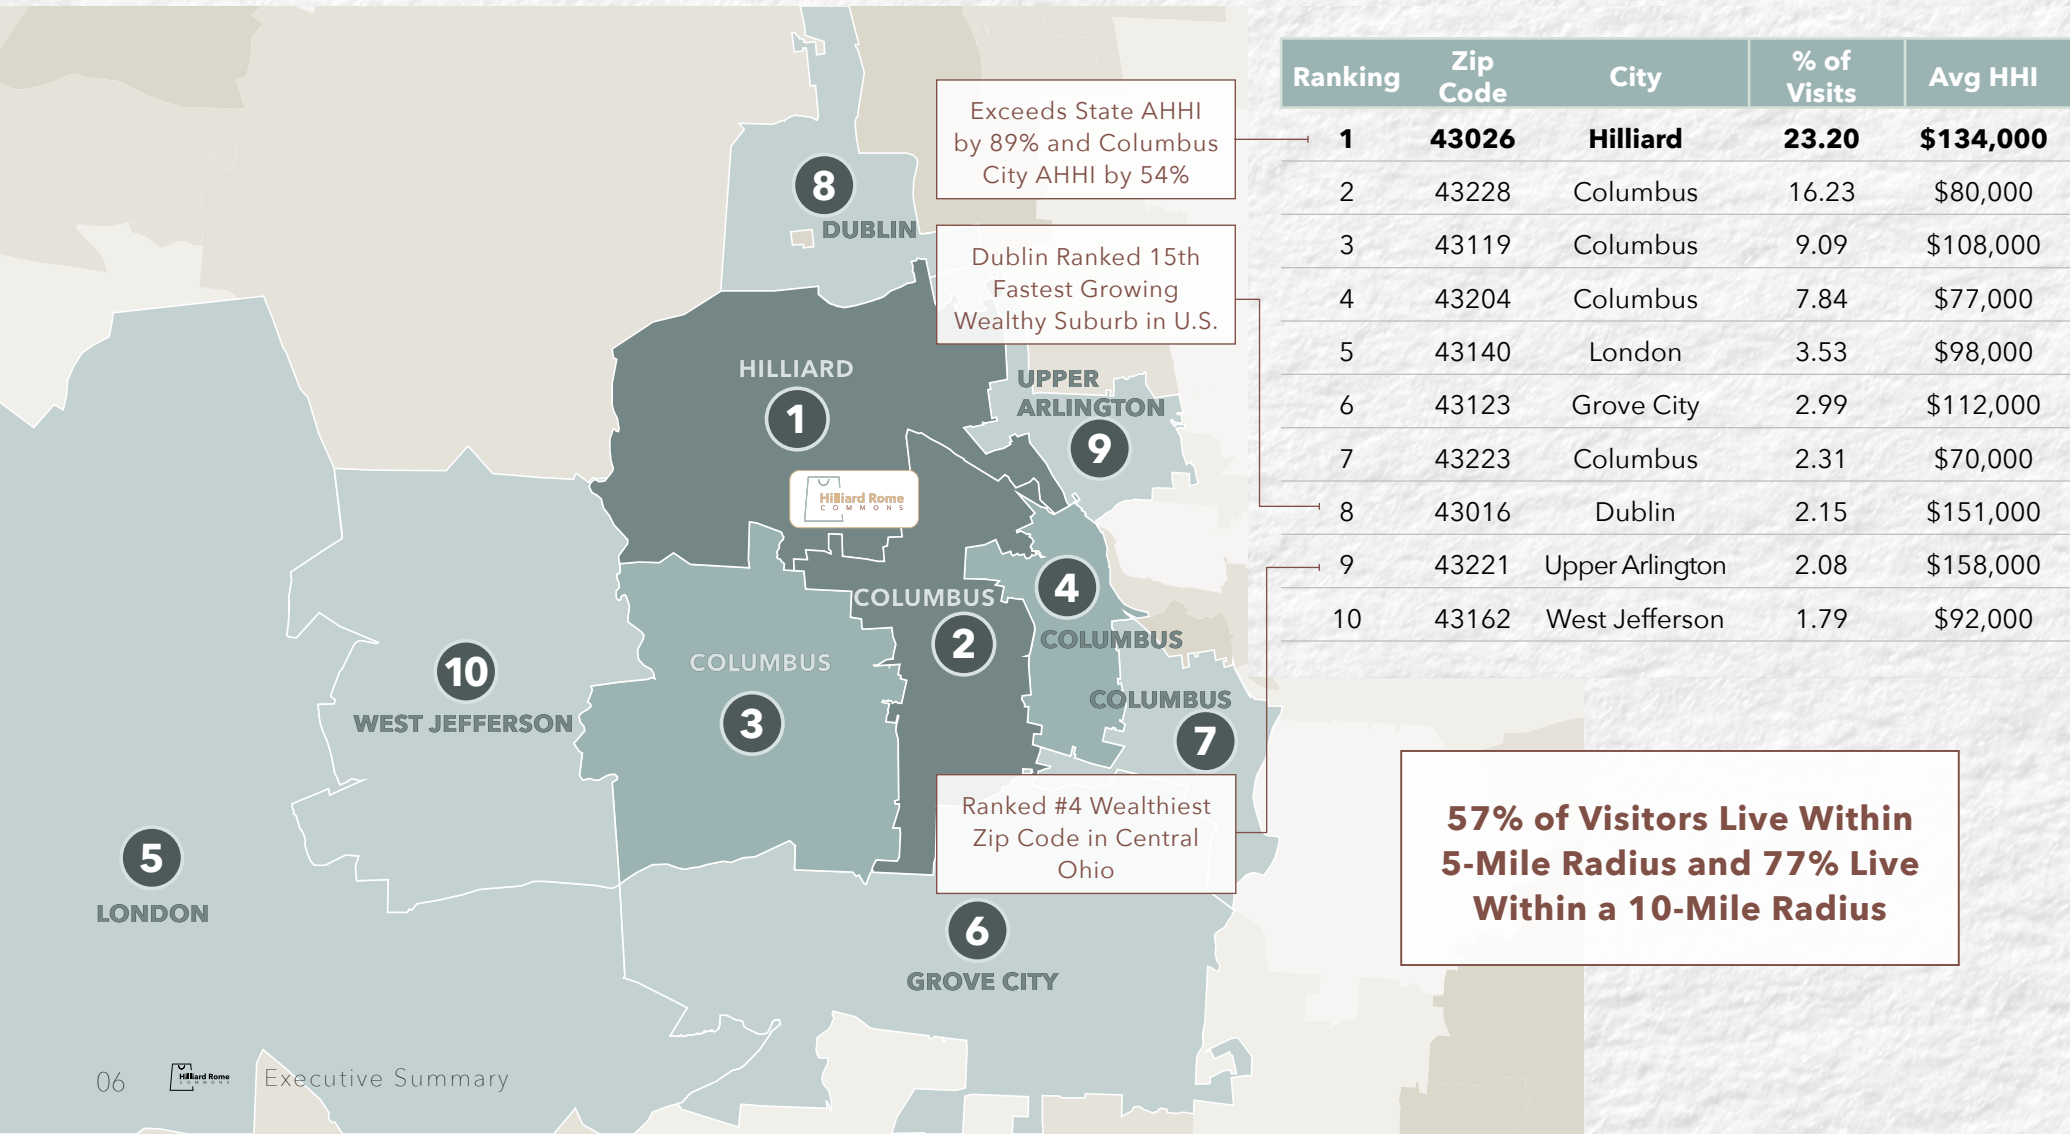 Exceeds State AHHI
by 89% and Columbus
City AHHI by 54%
Dublin Ranked 15th
Fastest Growing
Wealthy Suburb in U.S.
8
DUBLIN
HILLIARD
1
Hilliard Rome
COMMONS
UPPER
ARLINGTON
9
4
COLUMBUS
COLUMBUS
2
COLUMBUS
3
COLUMBUS
7
10
WEST JEFFERSON
5
LONDON
Ranked #4 Wealthiest
Zip Code in Central
Ohio
6
GROVE CITY
Ranking Zip Code City % of Visits Avg HHI
1 43026 Hilliard 23.20 $134,000
2 43228 Columbus 16.23 $80,000
3 43119 Columbus 9.09 $108,000
4 43204 Columbus 7.84 $77,000
5 43140 London 3.53 $98,000
6 43123 Grove City 2.99 $112,000
7 43223 Columbus 2.31 $70,000
8 43016 Dublin 2.15 $151,000
9 43221 Upper Arlington 2.08 $158,000
10 43162 West Jefferson 1.79 $92,000
57% of Visitors Live Within
5-Mile Radius and 77% Live
Within a 10-Mile Radius
06 Hilliard Rome COMMONS Executive Summary